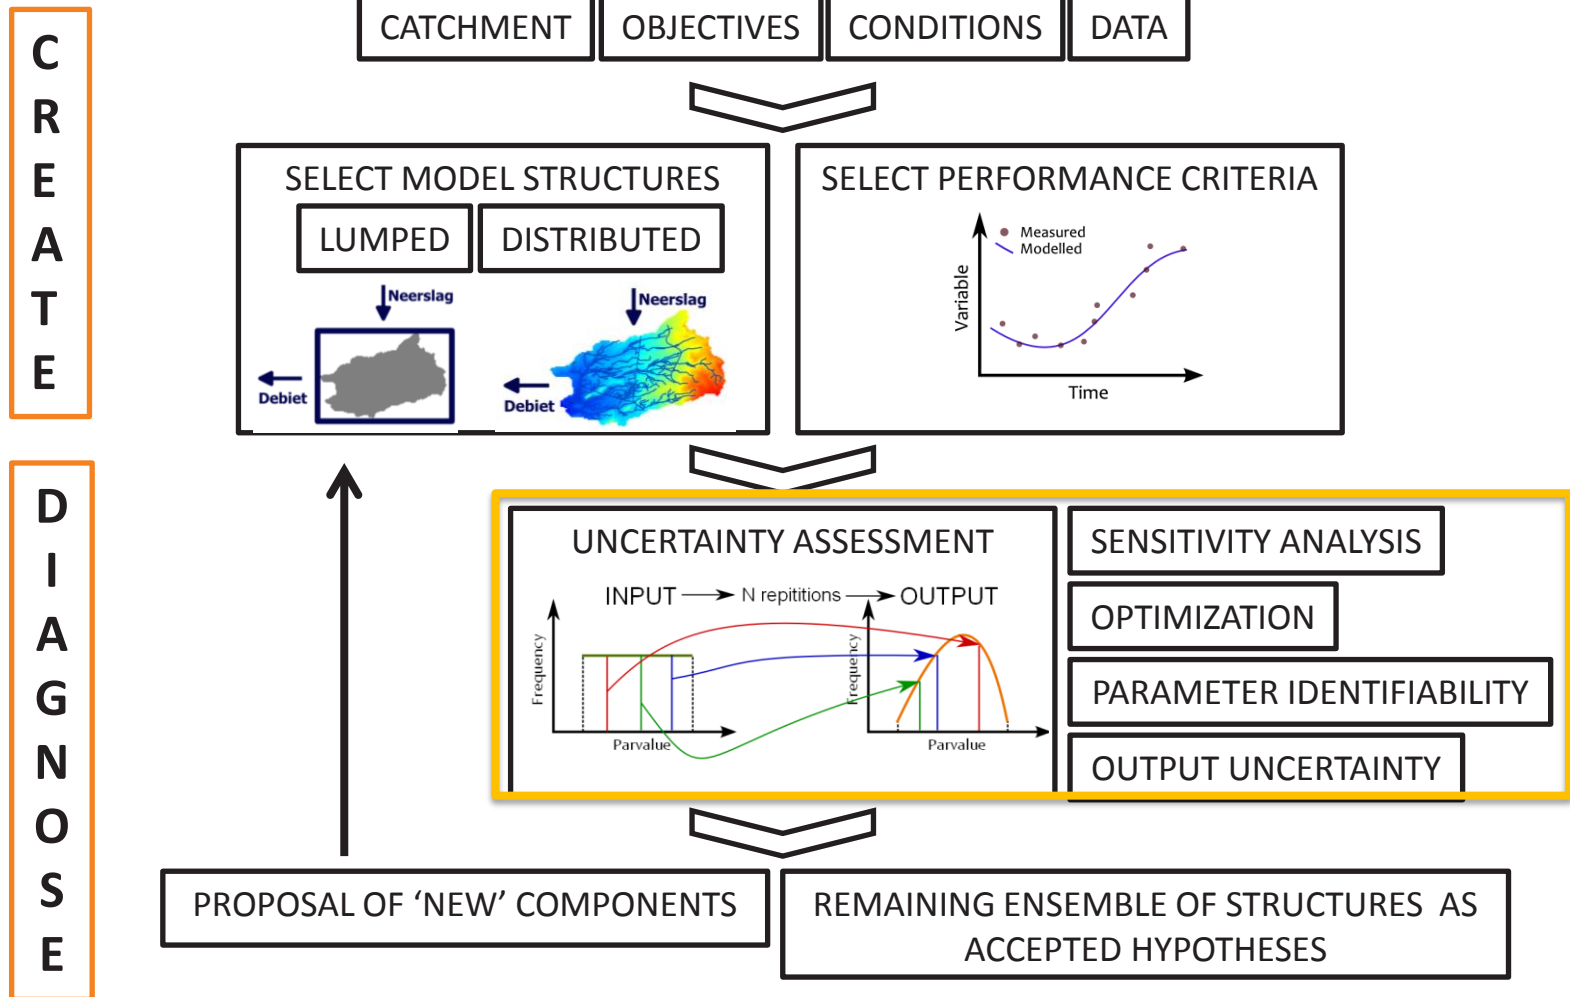 CREATE
CATCHMENT
OBJECTIVES
CONDITIONS
DATA
SELECT MODEL STRUCTURES
LUMPED
DISTRIBUTED
Neerslag
Debiet
Neerslag
Debiet
SELECT PERFORMANCE CRITERIA
Measured
Modelled
Variable
Time
DIAGNOSE
UNCERTAINTY ASSESSMENT
INPUT N repititions OUTPUT
Frequency
Parvalue
Frequency
Parvalue
SENSITIVITY ANALYSIS
OPTIMIZATION
PARAMETER IDENTIFIABILITY
OUTPUT UNCERTAINTY
PROPOSAL OF ‘NEW’ COMPONENTS
REMAINING ENSEMBLE OF STRUCTURES AS
ACCEPTED HYPOTHESES